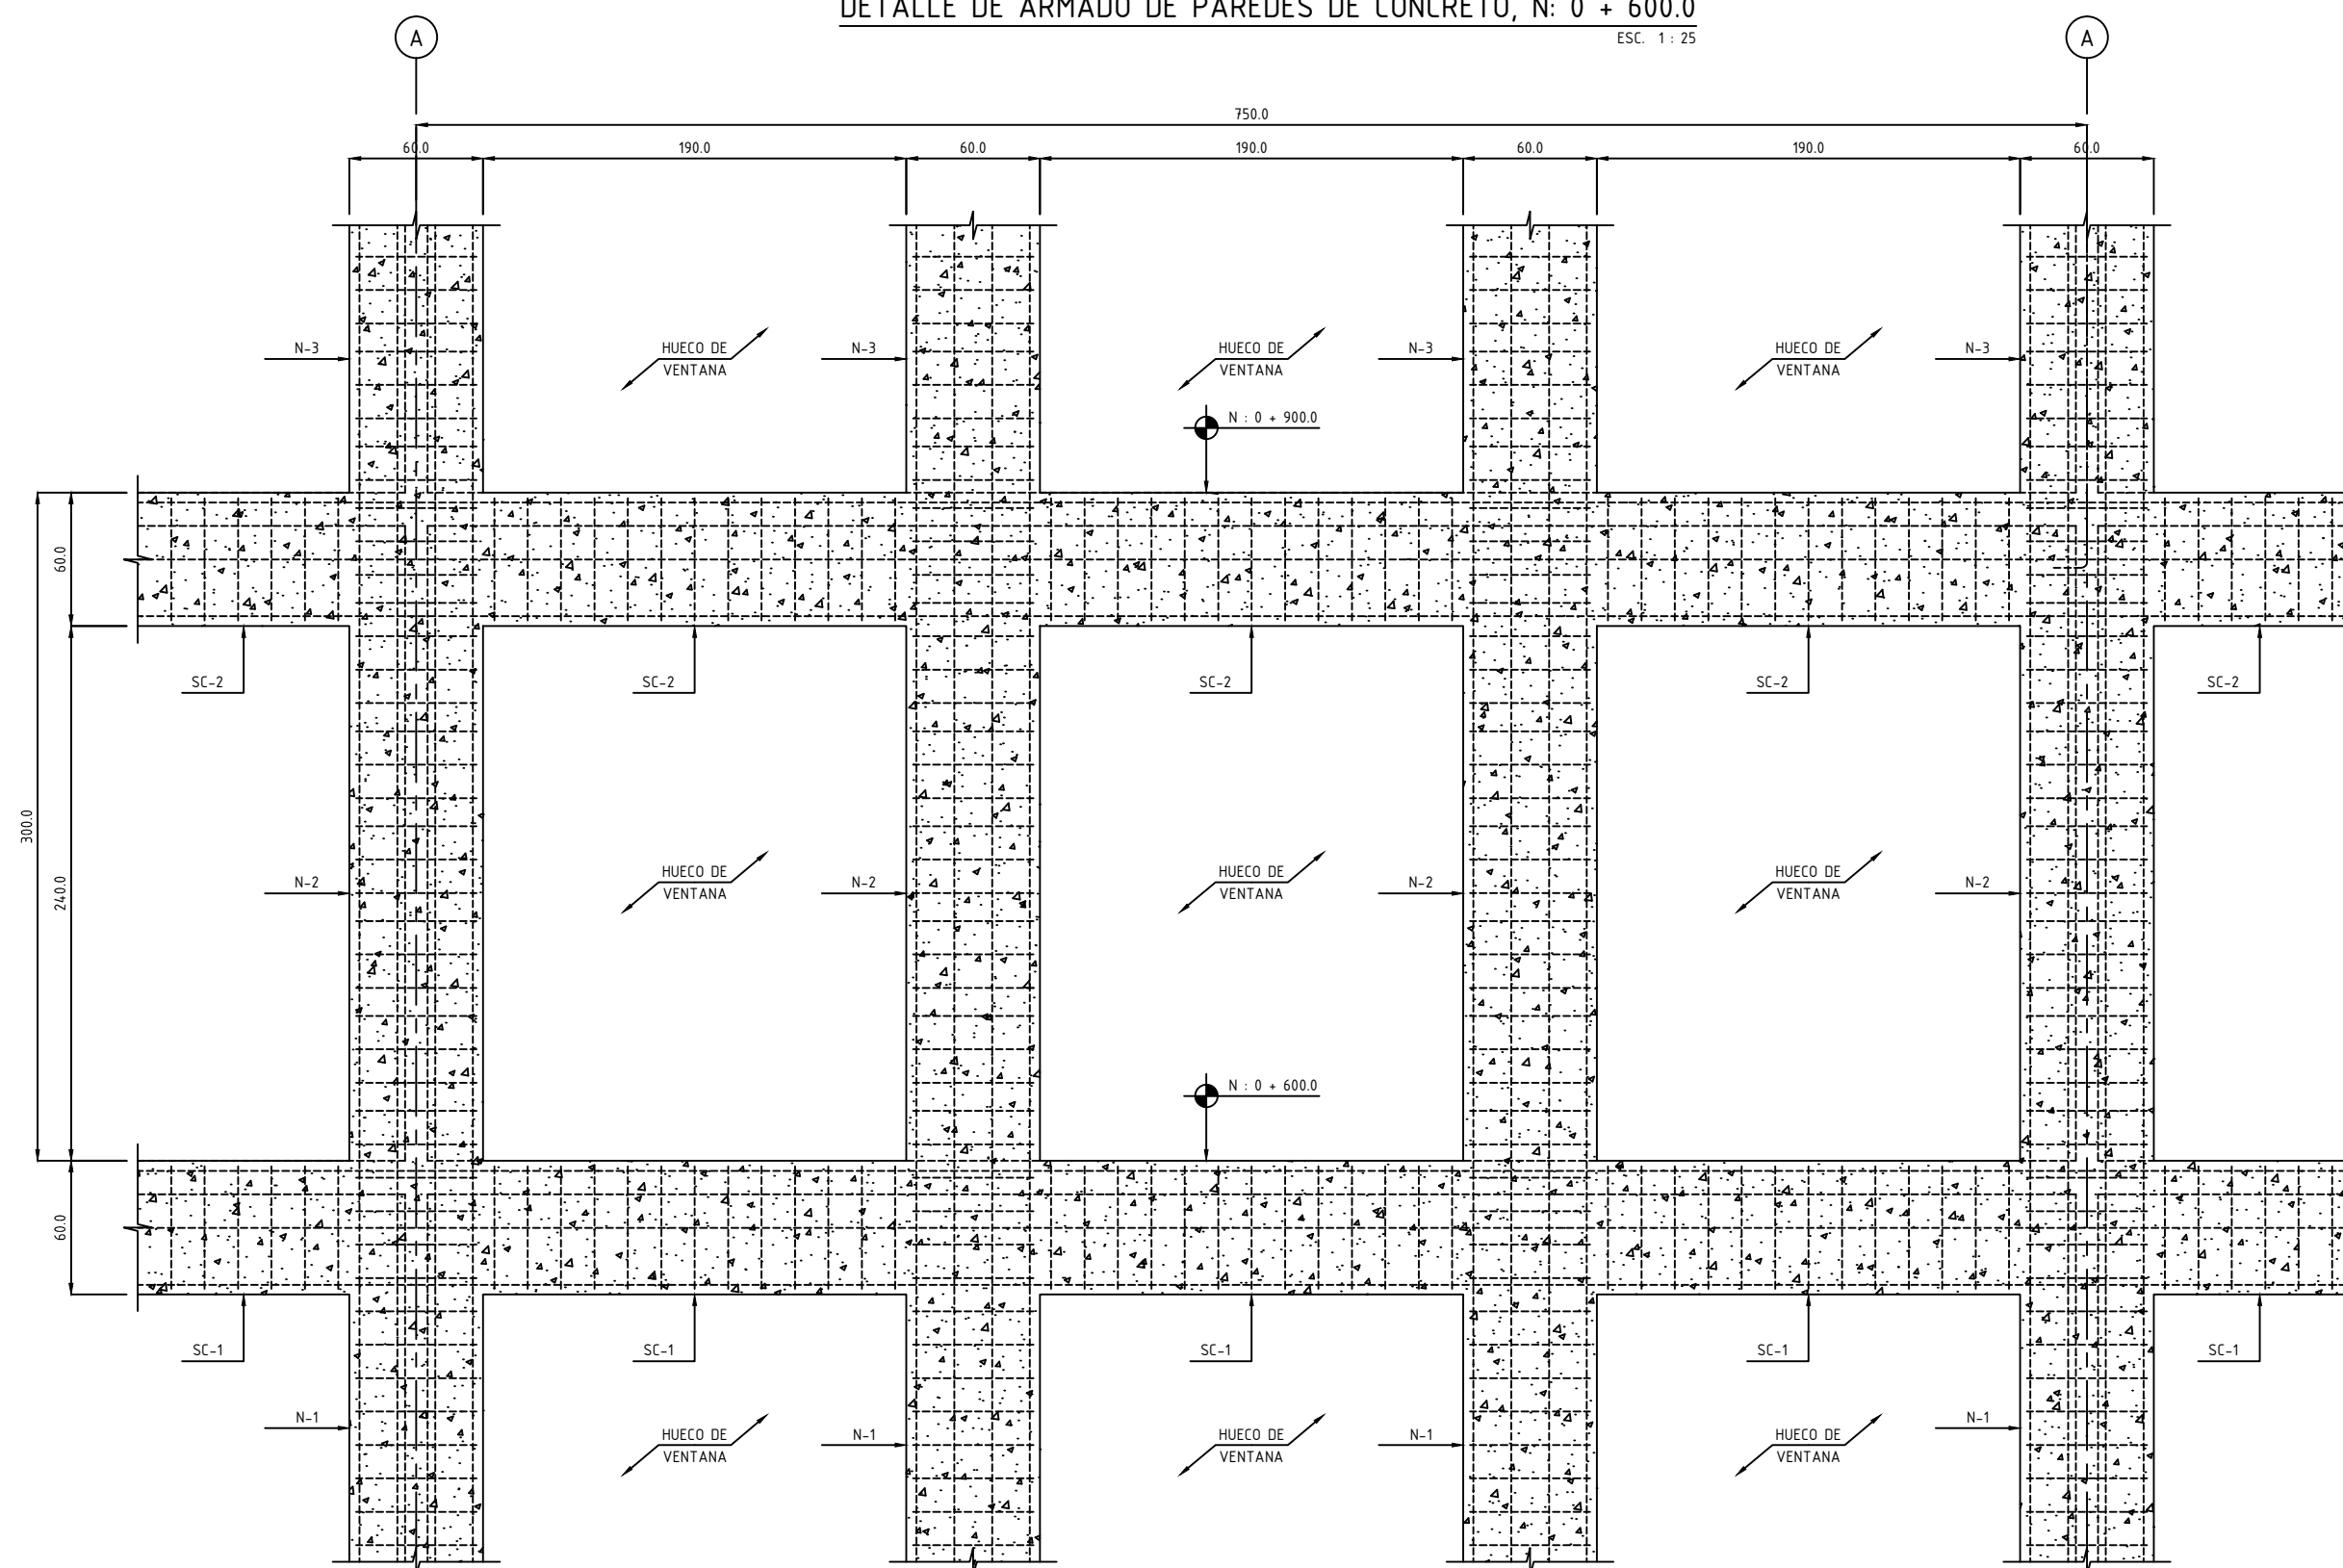 DETALLE DE ARMADO DE PAREDES DE CONCRETO, N: 0 + 600.0
ESC. 1 : 25
A
A
750.0
60.0
190.0
60.0
190.0
60.0
190.0
60.0
N-3
HUECO DE
VENTANA
N-3
HUECO DE
VENTANA
N-3
HUECO DE
VENTANA
N-3
N : 0 + 900.0
60.0
SC-2
SC-2
SC-2
SC-2
SC-2
300.0
240.0
N-2
HUECO DE
VENTANA
N-2
HUECO DE
VENTANA
N-2
HUECO DE
VENTANA
N-2
N : 0 + 600.0
60.0
SC-1
SC-1
SC-1
SC-1
SC-1
N-1
HUECO DE
VENTANA
N-1
HUECO DE
VENTANA
N-1
HUECO DE
VENTANA
N-1